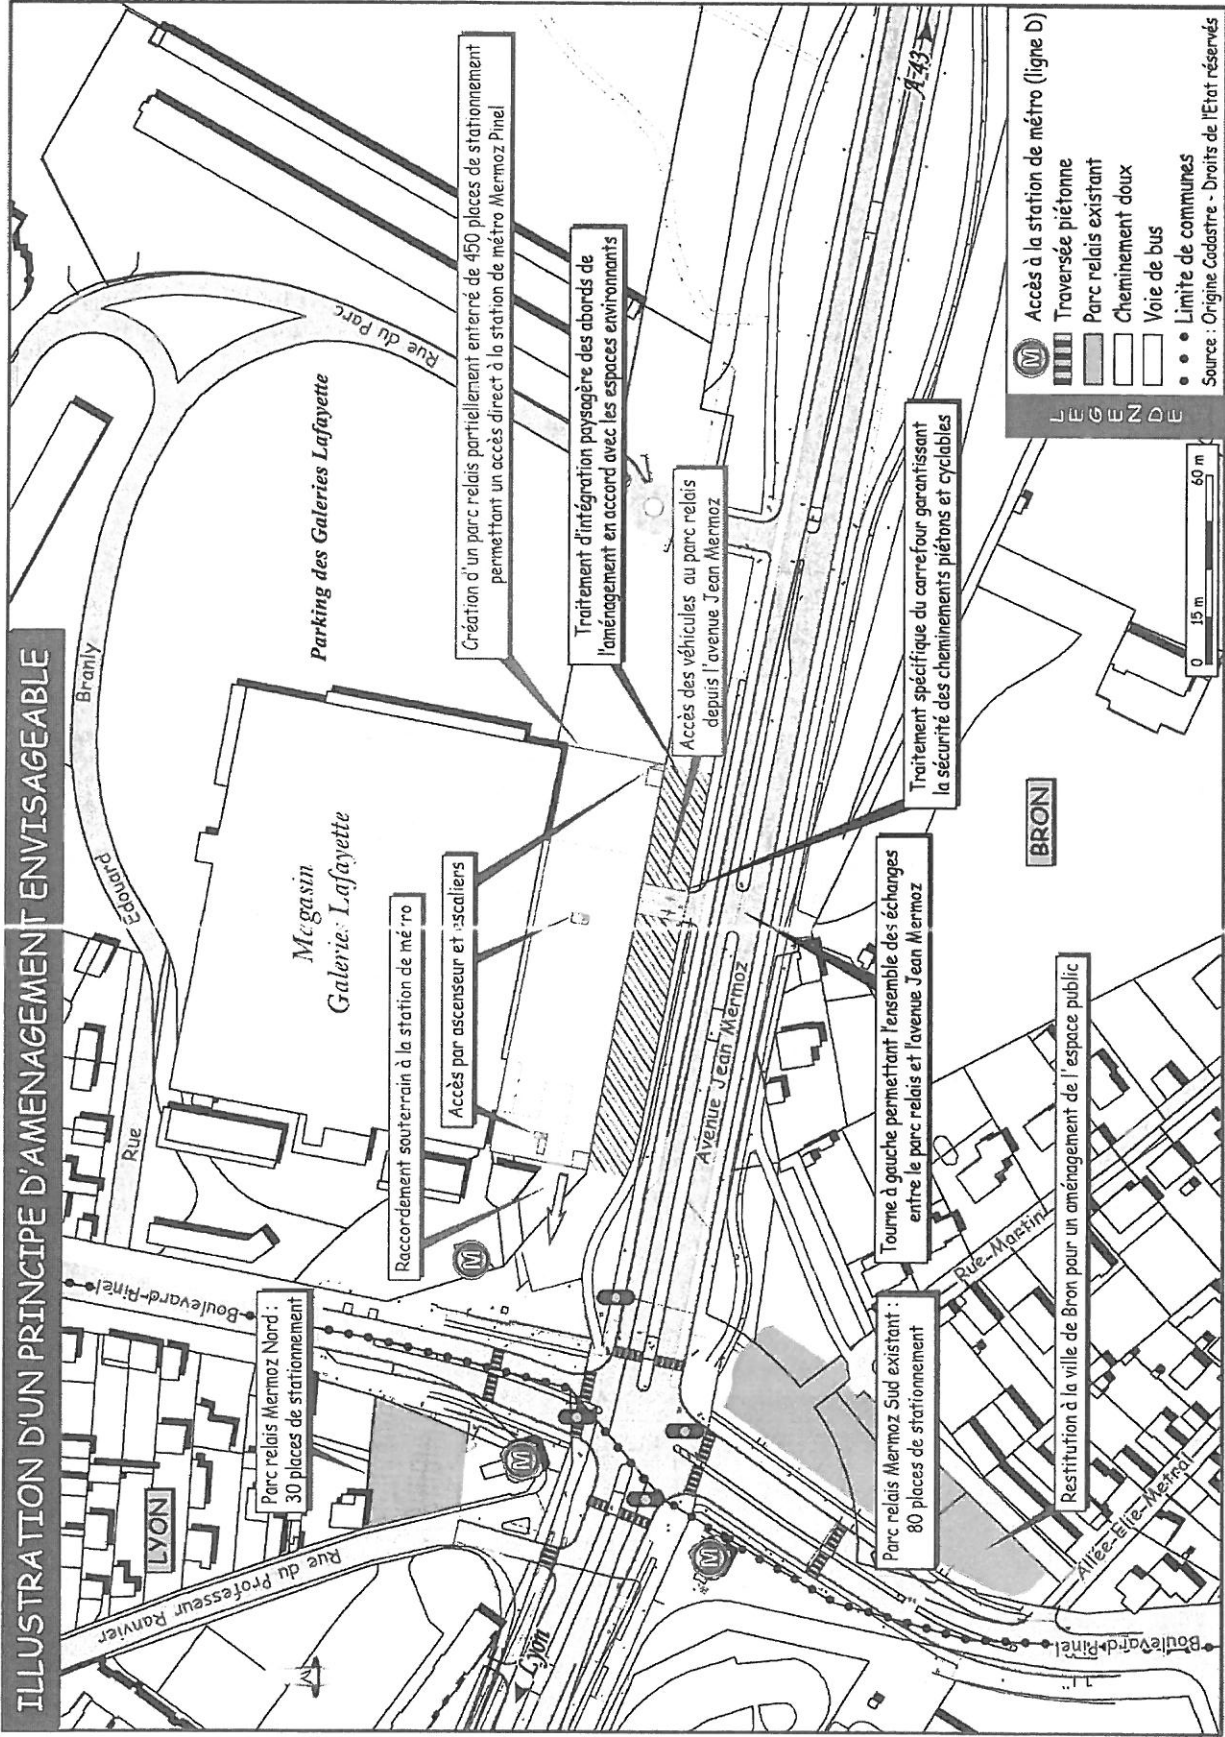 ILLUSTRATION D'UN PRINCIPE D'AMENAGEMENT ENVISAGEABLE
Branly
Edouard
Rue
Parking des Galeries Lafayette
Rue du Parc
Magasin
Galeries Lafayette
Création d'un parc relais partiellement enterré de 450 places de stationnement
permettant un accès direct à la station de métro Mermoz Pinel
Traitement d'intégration paysagère des abords de
l'aménagement en accord avec les espaces environants
Accès des véhicules au parc relais
depuis l'avenue Jean Mermoz
Raccordement souterrain à la station de métro
Accès par ascenseur et escaliers
Boulevard-Pinel
Parc relais Mermoz Nord :
30 places de stationnement
LYON
Rue du Professeur Ranvier
M
M
M
Lyon
N
Avenue Jean Mermoz
A-43
Traitement spécifique du carrefour garantissant
la sécurité des cheminements piétons et cyclables
Tourne à gauche permettant l'ensemble des échanges
entre le parc relais et l'avenue Jean Mermoz
BRON
Parc relais Mermoz Sud existant :
80 places de stationnement
Restitution à la ville de Bron pour un aménagement de l'espace public
Rue-Martin
Allée-Elie-Metral
Boulevard-Pinel
0 15 m 60 m
LEGENDE
M Accès à la station de métro (ligne D)
Traversée piétonne
Parc relais existant
Cheminement doux
Voie de bus
Limite de communes
Source : Origine Cadastre - Droits de l'Etat réservés